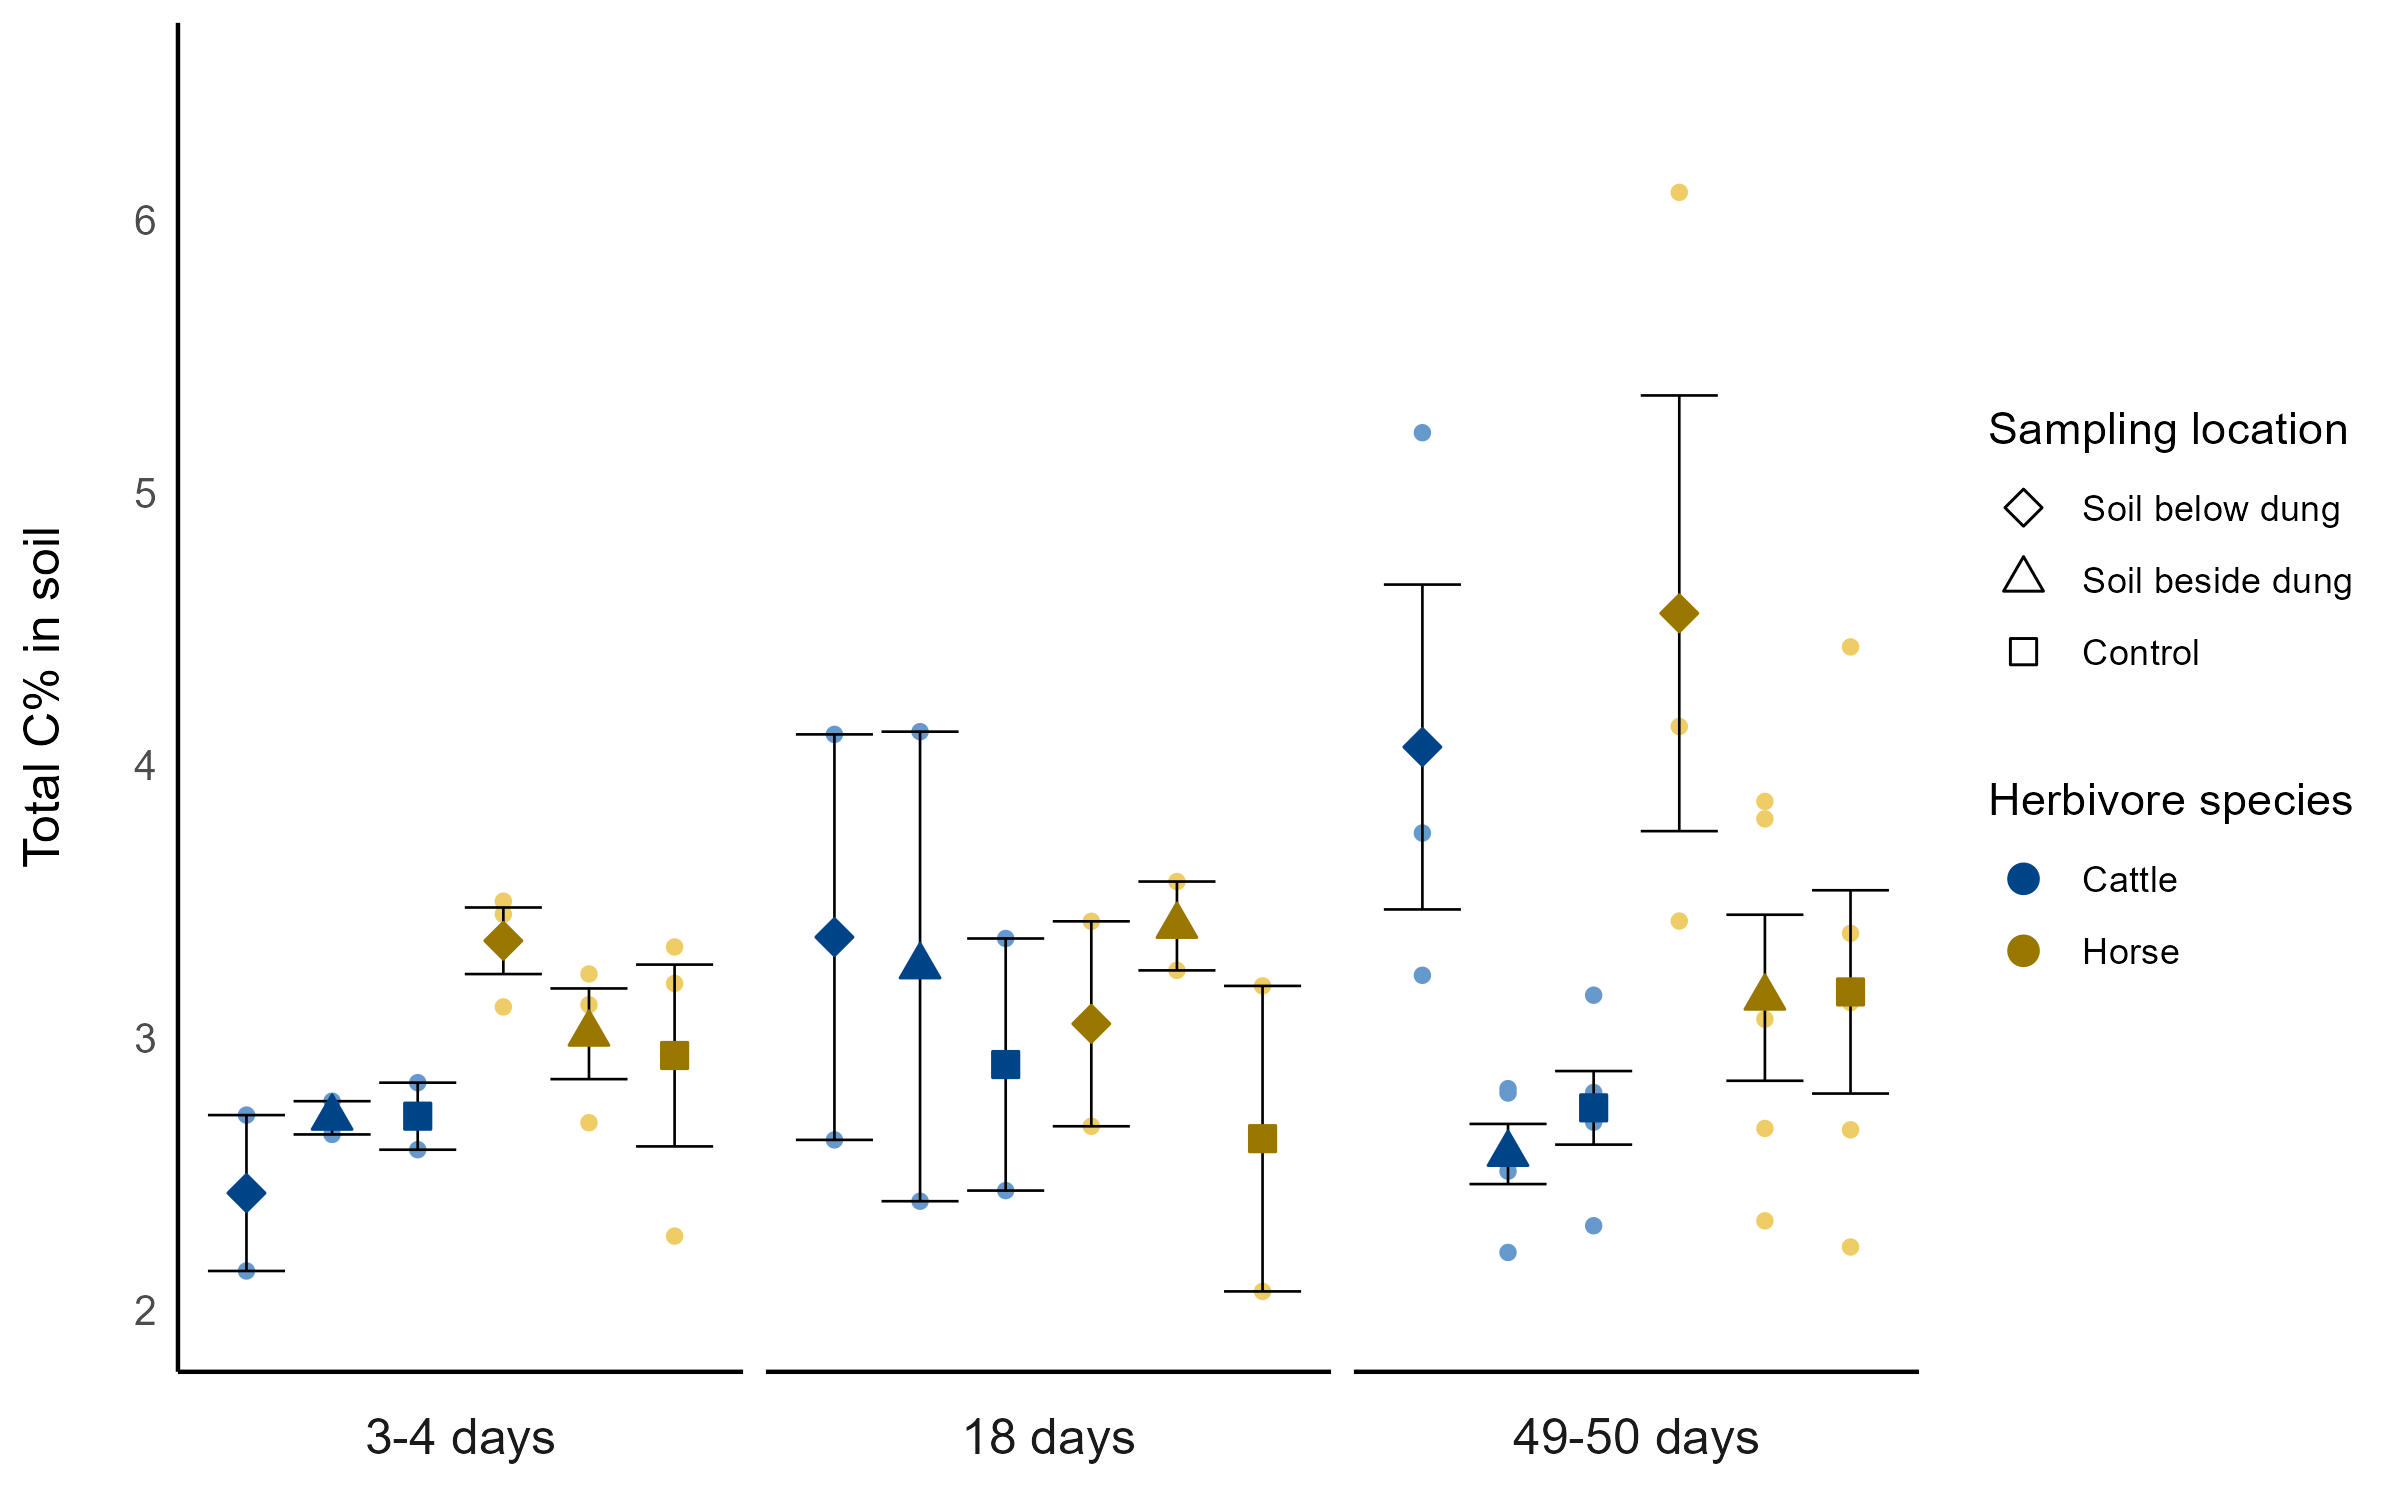 Total C% in soil
6
5
4
3
2
3-4 days
18 days
49-50 days
Sampling location
Soil below dung
Soil beside dung
Control
Herbivore species
Cattle
Horse